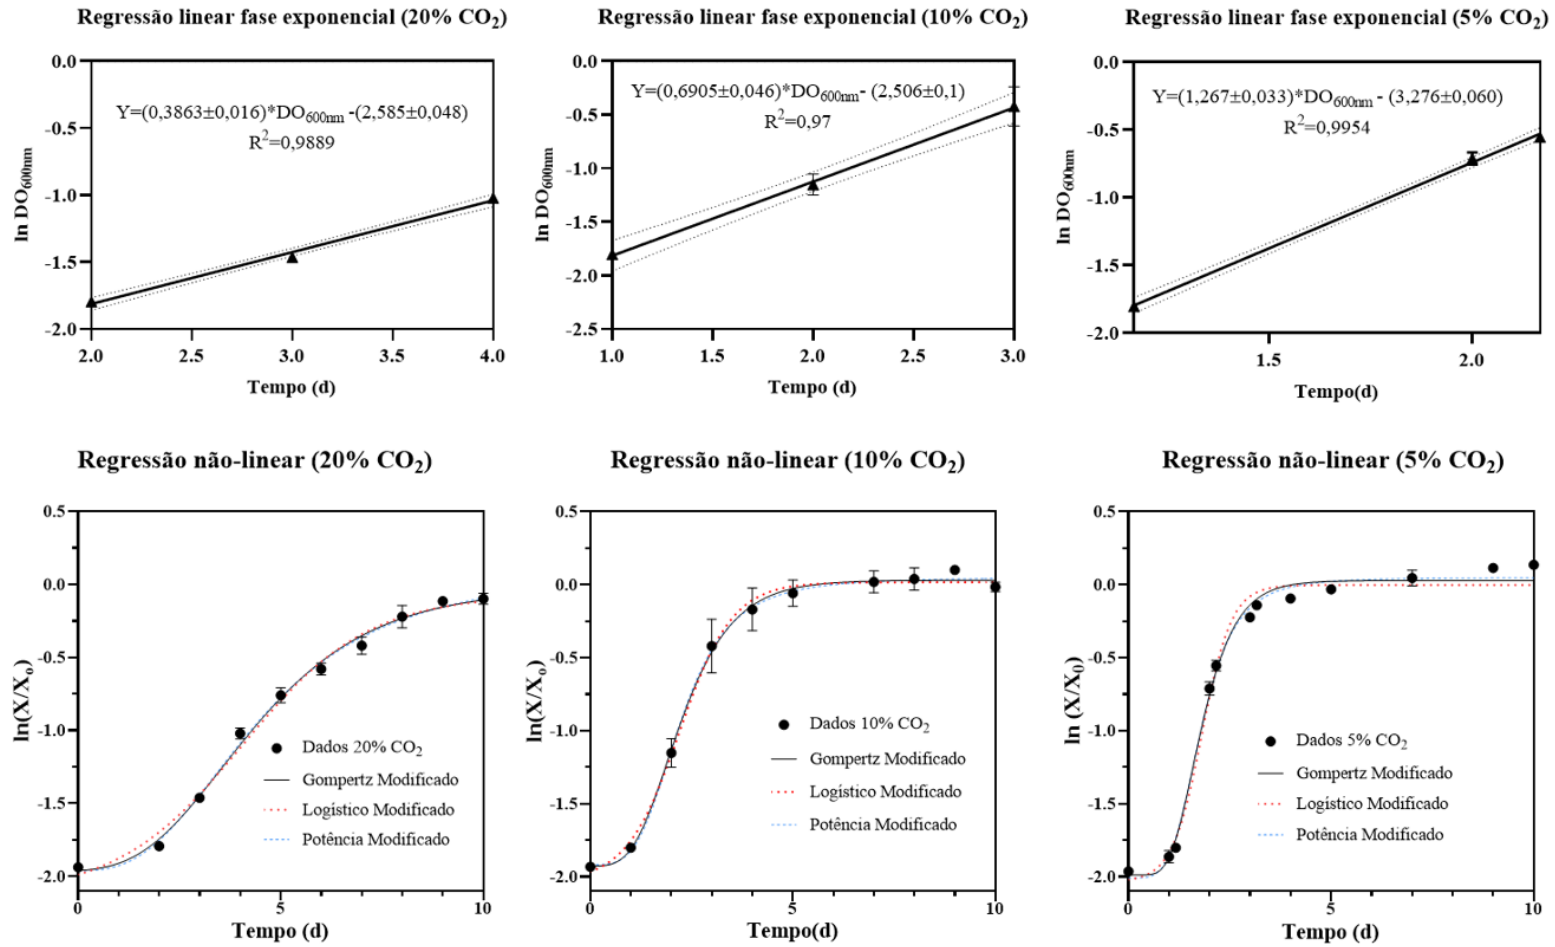 Regressão linear fase exponencial (20% CO2)
Y=(0,3863±0,016)*DO600nm -(2,585±0,048)
R2=0,9889
ln DO600nm
0.0
-0.5
-1.0
-1.5
-2.0
2.0 2.5 3.0 3.5 4.0
Tempo (d)
Regressão linear fase exponencial (10% CO2)
Y=(0,6905±0,046)*DO600nm- (2,506±0,1)
R2=0,97
ln DO600nm
0.0
-0.5
-1.0
-1.5
-2.0
-2.5
1.0 1.5 2.0 2.5 3.0
Tempo (d)
Regressão linear fase exponencial (5% CO2)
Y=(1,267±0,033)*DO600nm - (3,276±0,060)
R2=0,9954
ln DO600nm
0.0
-0.5
-1.0
-1.5
-2.0
1.5 2.0
Tempo(d)
Regressão não-linear (20% CO2)
ln(X/Xo)
0.5
0.0
-0.5
-1.0
-1.5
-2.0
Dados 20% CO2
Gompertz Modificado
Logístico Modificado
Potência Modificado
0 5 10
Tempo (d)
Regressão não-linear (10% CO2)
ln(X/Xo)
0.5
0.0
-0.5
-1.0
-1.5
-2.0
Dados 10% CO2
Gompertz Modificado
Logístico Modificado
Potência Modificado
0 5 10
Tempo(d)
Regressão não-linear (5% CO2)
ln (X/X0)
0.5
0.0
-0.5
-1.0
-1.5
-2.0
Dados 5% CO2
Gompertz Modificado
Logístico Modificado
Potência Modificado
0 5 10
Tempo (d)